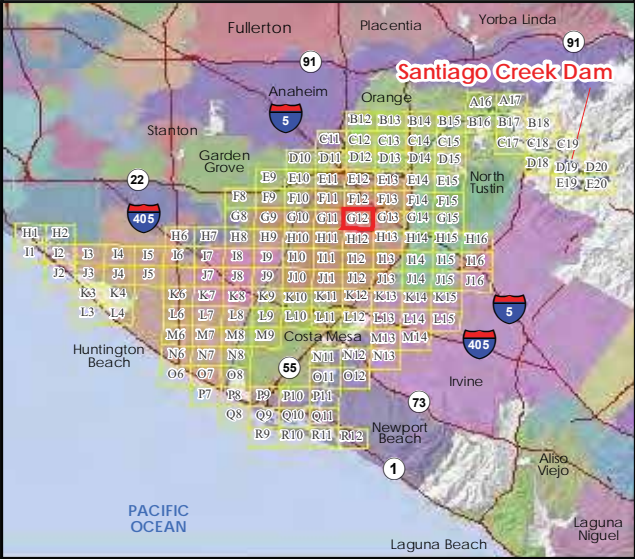 Fullerton
Placentia
Yorba Linda
91
91
Santiago Creek Dam
Anaheim
Orange
A16 A17
5
B12 B13 B14 B15 B16 B17 B18
Stanton
C11 C12 C13 C14 C15 C17 C18 C19
Garden
Grove
D10 D11 D12 D13 D14 D15 D18 D19 D20
22
E9 E10 E11 E12 E13 E14 E15 North
Tustin
E19 E20
405
F8 F9 F10 F11 F12 F13 F14 F15
G8 G9 G10 G11 G12 G13 G14 G15
H1 H2 H6 H7 H8 H9 H10 H11 H12 H13 H14 H15 H16
I1 I2 I3 I4 I5 I6 I7 I8 I9 I10 I11 I12 I13 I14 I15 I16
J2 J3 J4 J5 J7 J8 J9 J10 J11 J12 J13 J14 J15 J16
K3 K4 K6 K7 K8 K9 K10 K11 K12 K13 K14 K15
5
L3 L4 L6 L7 L8 L9 L10 L11 L12 L13 L14 L15
M6 M7 M8 M9 Costa Mesa M13 M14
405
Huntington
Beach
N6 N7 N8 N11 N12 N13
55
O6 O7 O8 O11 O12
Irvine
P7 P8 P9 P10 P11
73
Q8 Q9 Q10 Q11
Newport
Beach
R9 R10 R11 R12
1
Aliso
Viejo
PACIFIC
OCEAN
Laguna
Niguel
Laguna Beach